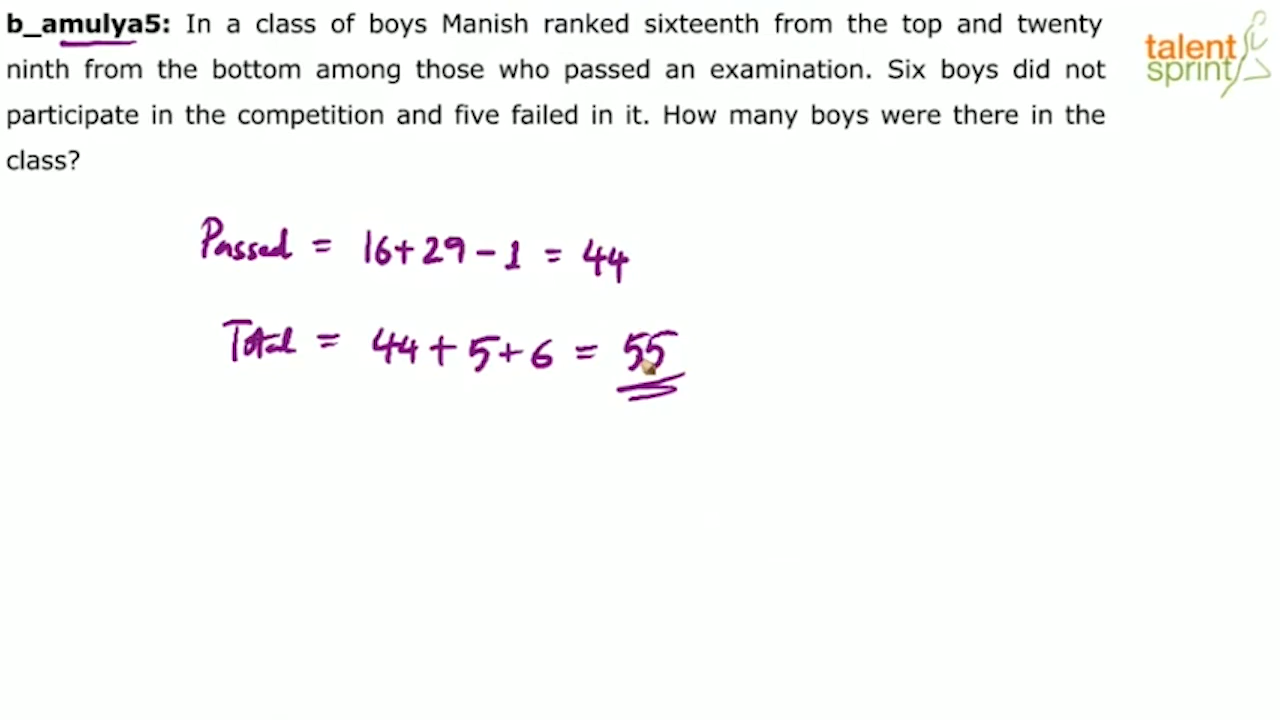 b_amulya5: In a class of boys Manish ranked sixteenth from the top and twenty
ninth from the bottom among those who passed an examination. Six boys did not
participate in the competition and five failed in it. How many boys were there in the
class?
talent
sprint
Passed = 16+29-1 = 44
Total = 44+5+6 = 55